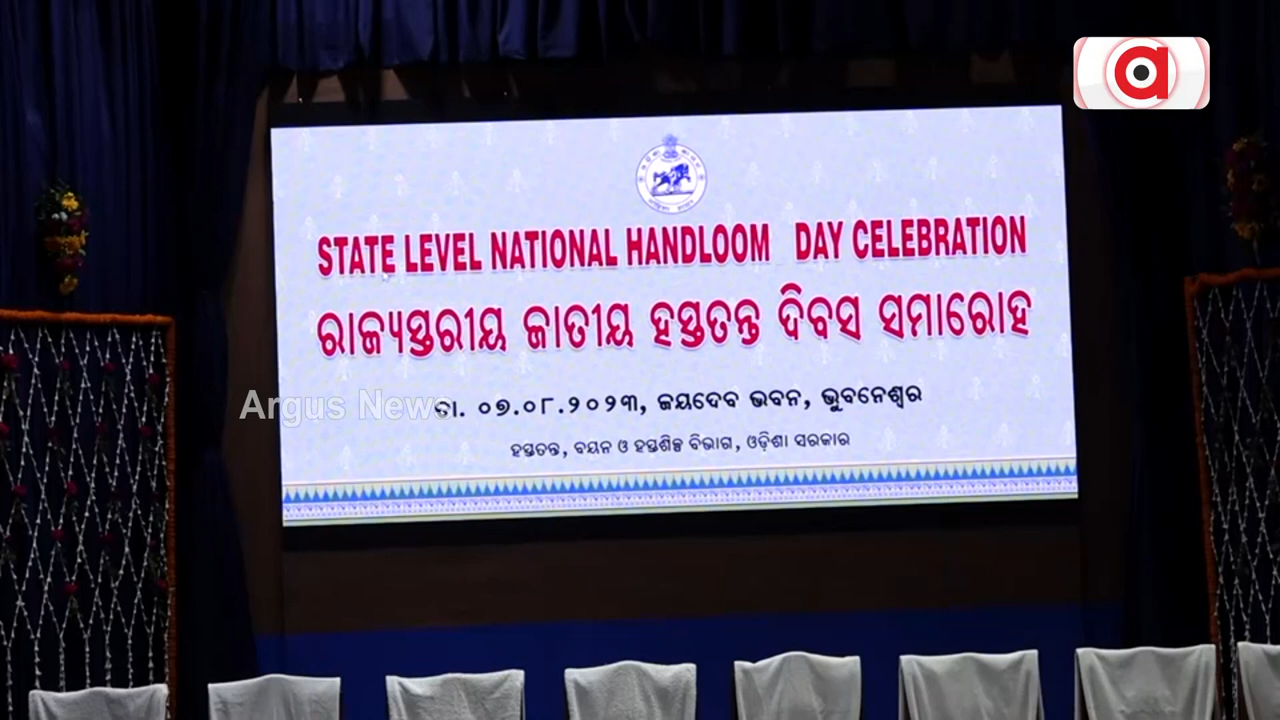 STATE LEVEL NATIONAL HANDLOOM DAY CELEBRATION
ରାଜ୍ୟସ୍ତରୀୟ ଜାତୀୟ ହସ୍ତତନ୍ତ ଦିବସ ସମାରୋହ
Argus News
ତା. ୦୭.୦୮.୨୦୨୩, ଜୟଦେବ ଭବନ, ଭୁବନେଶ୍ୱର
ହସ୍ତତନ୍ତ, ବୟନ ଓ ହସ୍ତଶିଳ୍ପ ବିଭାଗ, ଓଡ଼ିଶା ସରକାର